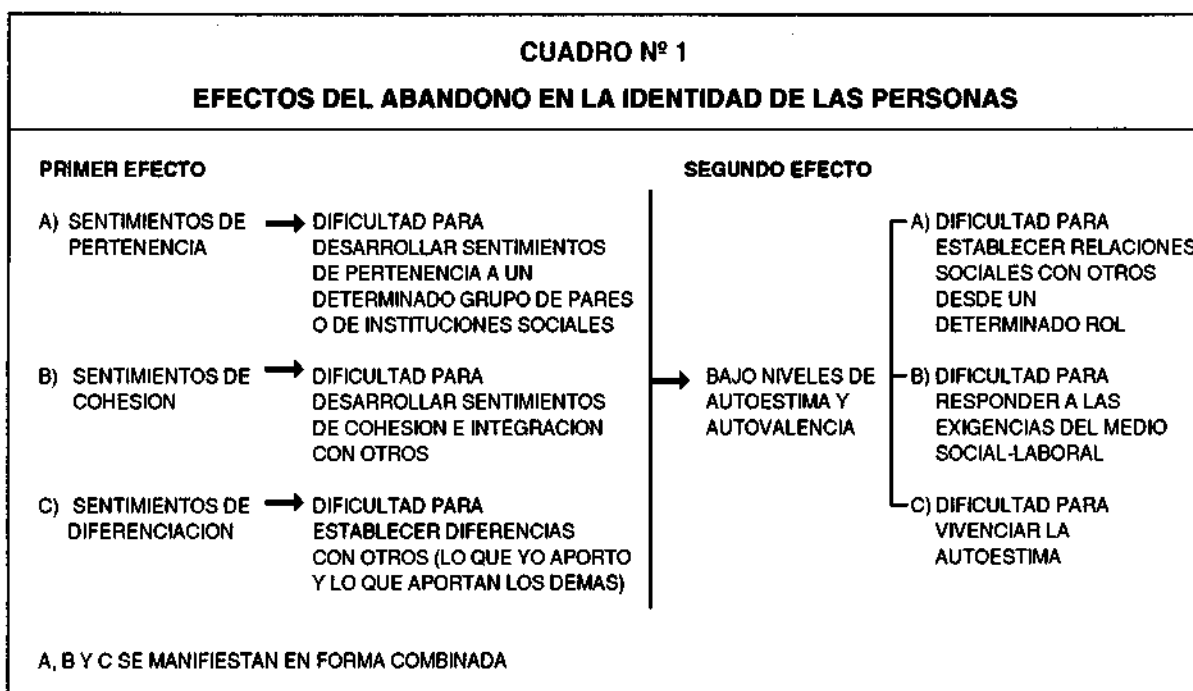 CUADRO Nº 1
EFECTOS DEL ABANDONO EN LA IDENTIDAD DE LAS PERSONAS
PRIMER EFECTO
A) SENTIMIENTOS DE
PERTENENCIA
DIFICULTAD PARA
DESARROLLAR SENTIMIENTOS
DE PERTENENCIA A UN
DETERMINADO GRUPO DE PARES
O DE INSTITUCIONES SOCIALES
B) SENTIMIENTOS DE
COHESION
DIFICULTAD PARA
DESARROLLAR SENTIMIENTOS
DE COHESION E INTEGRACION
CON OTROS
C) SENTIMIENTOS DE
DIFERENCIACION
DIFICULTAD PARA
ESTABLECER DIFERENCIAS
CON OTROS (LO QUE YO APORTO
Y LO QUE APORTAN LOS DEMAS)
SEGUNDO EFECTO
BAJO NIVELES DE
AUTOESTIMA Y
AUTOVALENCIA
A) DIFICULTAD PARA
ESTABLECER RELACIONES
SOCIALES CON OTROS
DESDE UN
DETERMINADO ROL
B) DIFICULTAD PARA
RESPONDER A LAS
EXIGENCIAS DEL MEDIO
SOCIAL-LABORAL
C) DIFICULTAD PARA
VIVENCIAR LA
AUTOESTIMA
A, B Y C SE MANIFIESTAN EN FORMA COMBINADA